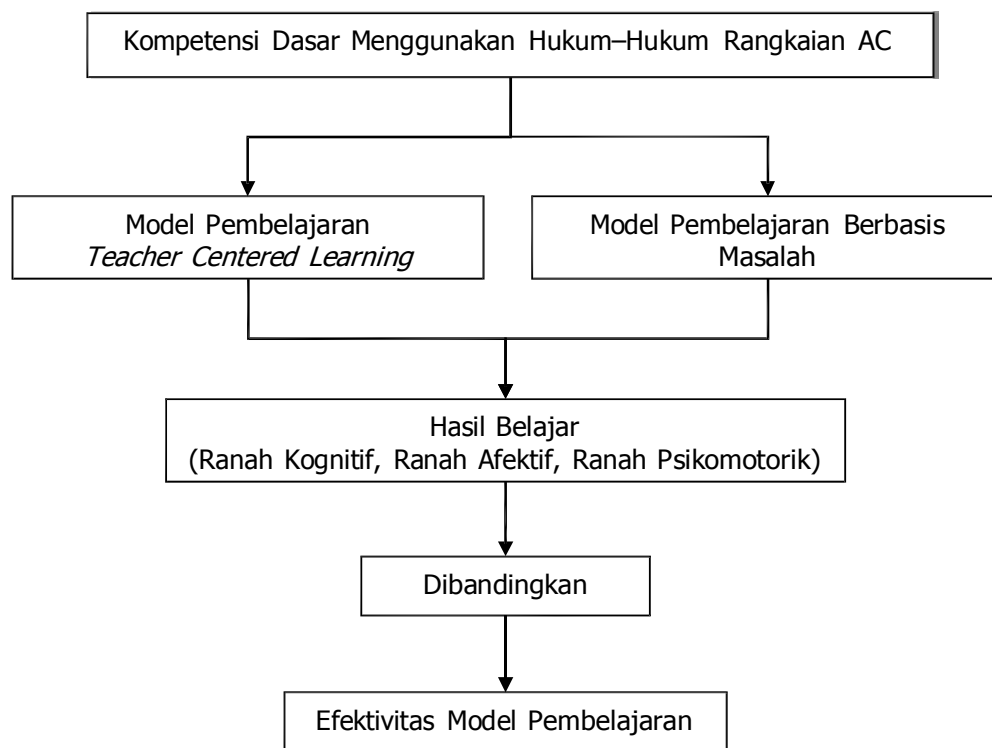 Kompetensi Dasar Menggunakan Hukum–Hukum Rangkaian AC
Model Pembelajaran
Teacher Centered Learning
Model Pembelajaran Berbasis
Masalah
Hasil Belajar
(Ranah Kognitif, Ranah Afektif, Ranah Psikomotorik)
Dibandingkan
Efektivitas Model Pembelajaran